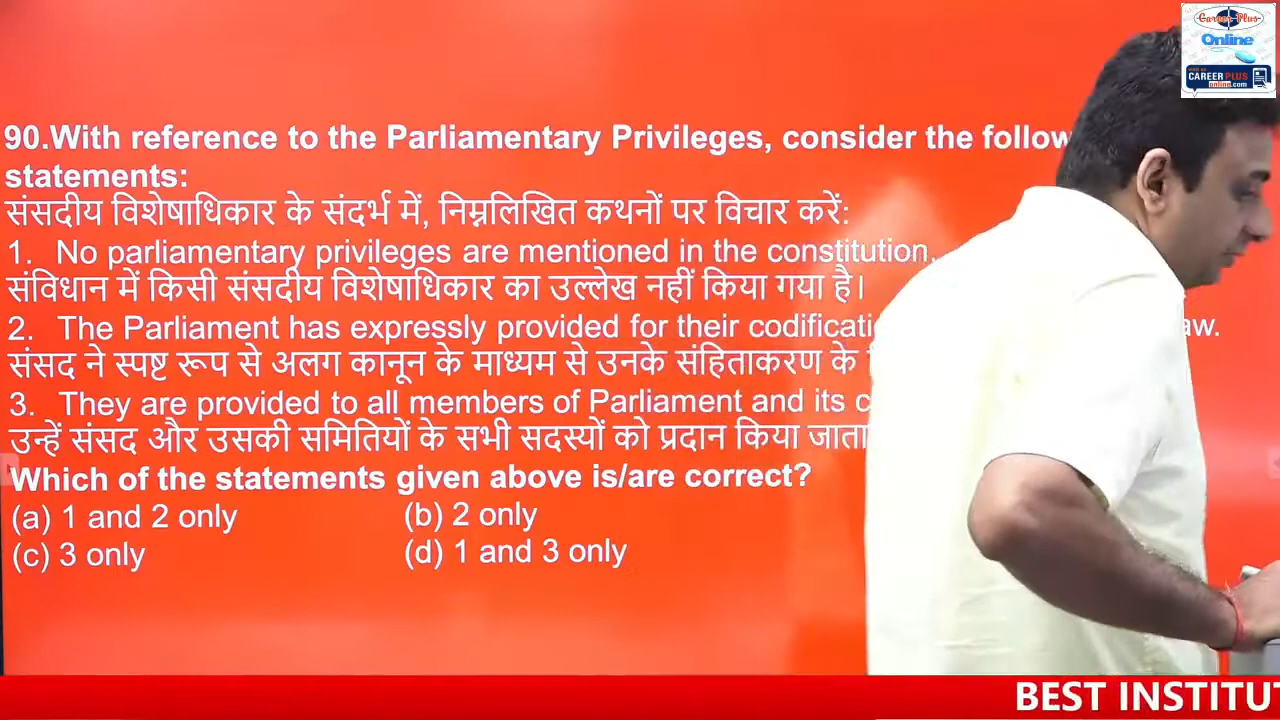 Career Plus
Online
CAREER PLUS
online.com
90.With reference to the Parliamentary Privileges, consider the follow
statements:
संसदीय विशेषाधिकार के संदर्भ में, निम्नलिखित कथनों पर विचार करें:
1. No parliamentary privileges are mentioned in the constitution.
संविधान में किसी संसदीय विशेषाधिकार का उल्लेख नहीं किया गया है।
2. The Parliament has expressly provided for their codificati aw.
संसद ने स्पष्ट रूप से अलग कानून के माध्यम से उनके संहिताकरण के
3. They are provided to all members of Parliament and its c
उन्हें संसद और उसकी समितियों के सभी सदस्यों को प्रदान किया जाता
Which of the statements given above is/are correct?
(a) 1 and 2 only (b) 2 only
(c) 3 only (d) 1 and 3 only
BEST INSTITUT